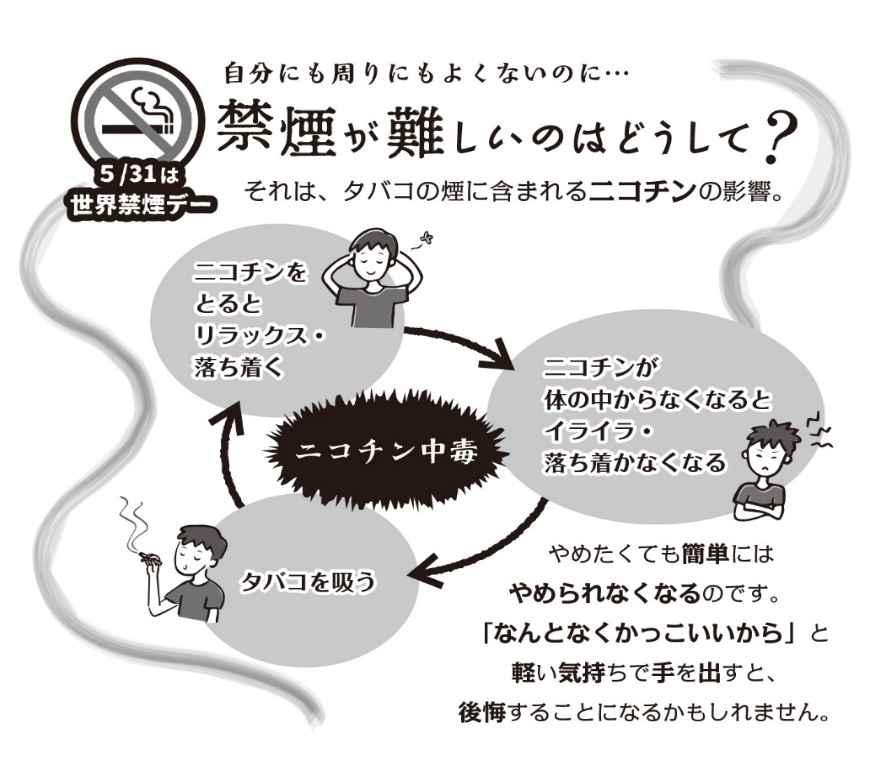 自分にも周りにもよくないのに…
禁煙が難しいのはどうして?
5/31は
世界禁煙デー
それは、タバコの煙に含まれるニコチンの影響。
ニコチンを
とると
リラックス・
落ち着く
ニコチンが
体の中からなくなると
イライラ・
落ち着かなくなる
ニコチン中毒
タバコを吸う
やめたくても簡単には
やめられなくなるのです。
「なんとなくかっこいいから」と
軽い気持ちで手を出すと、
後悔することになるかもしれません。